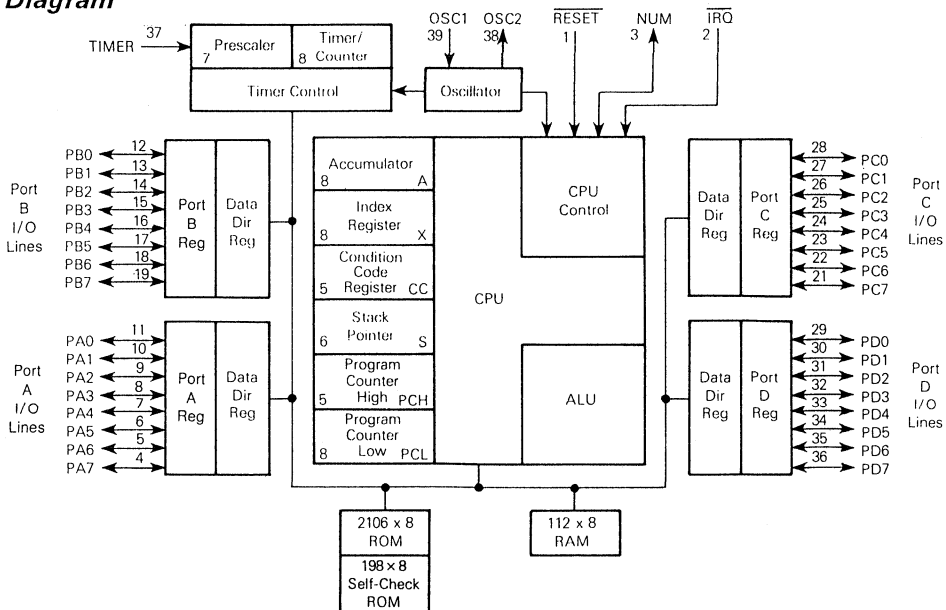 Diagram
TIMER 37
Prescaler
7
Timer/
8 Counter
Timer Control
OSC1
39
OSC2
38
Oscillator
RESET
1
NUM
3
IRQ
2
Port
B
I/O
Lines
PB0 12
PB1 13
PB2 14
PB3 15
PB4 16
PB5 17
PB6 18
PB7 19
Port
B
Reg
Data
Dir
Reg
Port
A
I/O
Lines
PA0 11
PA1 10
PA2 9
PA3 8
PA4 7
PA5 6
PA6 5
PA7 4
Port
A
Reg
Data
Dir
Reg
Accumulator
8 A
Index
Register
8 X
Condition
Code
Register
5 CC
Stack
Pointer
6 S
Program
Counter
High
5 PCH
Program
Counter
Low
8 PCL
CPU
CPU
Control
ALU
Data
Dir
Reg
Port
C
Reg
28 PC0
27 PC1
26 PC2
25 PC3
24 PC4
23 PC5
22 PC6
21 PC7
Port
C
I/O
Lines
Data
Dir
Reg
Port
D
Reg
29 PD0
30 PD1
31 PD2
32 PD3
33 PD4
34 PD5
35 PD6
36 PD7
Port
D
I/O
Lines
2106 x 8
ROM
198 x 8
Self-Check
ROM
112 x 8
RAM